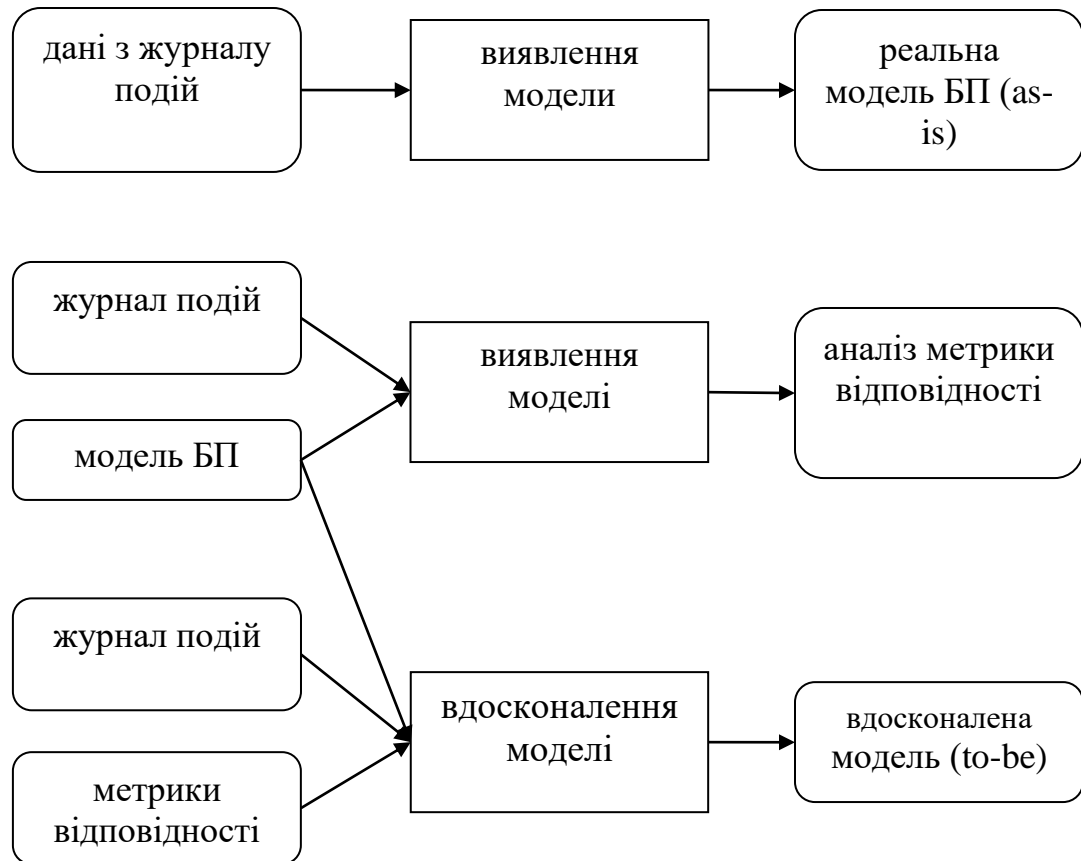 дані з журналу
подій
виявлення
модели
реальна
модель БП (as-
is)
журнал подій
виявлення
моделі
аналіз метрики
відповідності
модель БП
журнал подій
вдосконалення
моделі
вдосконалена
модель (to-be)
метрики
відповідності